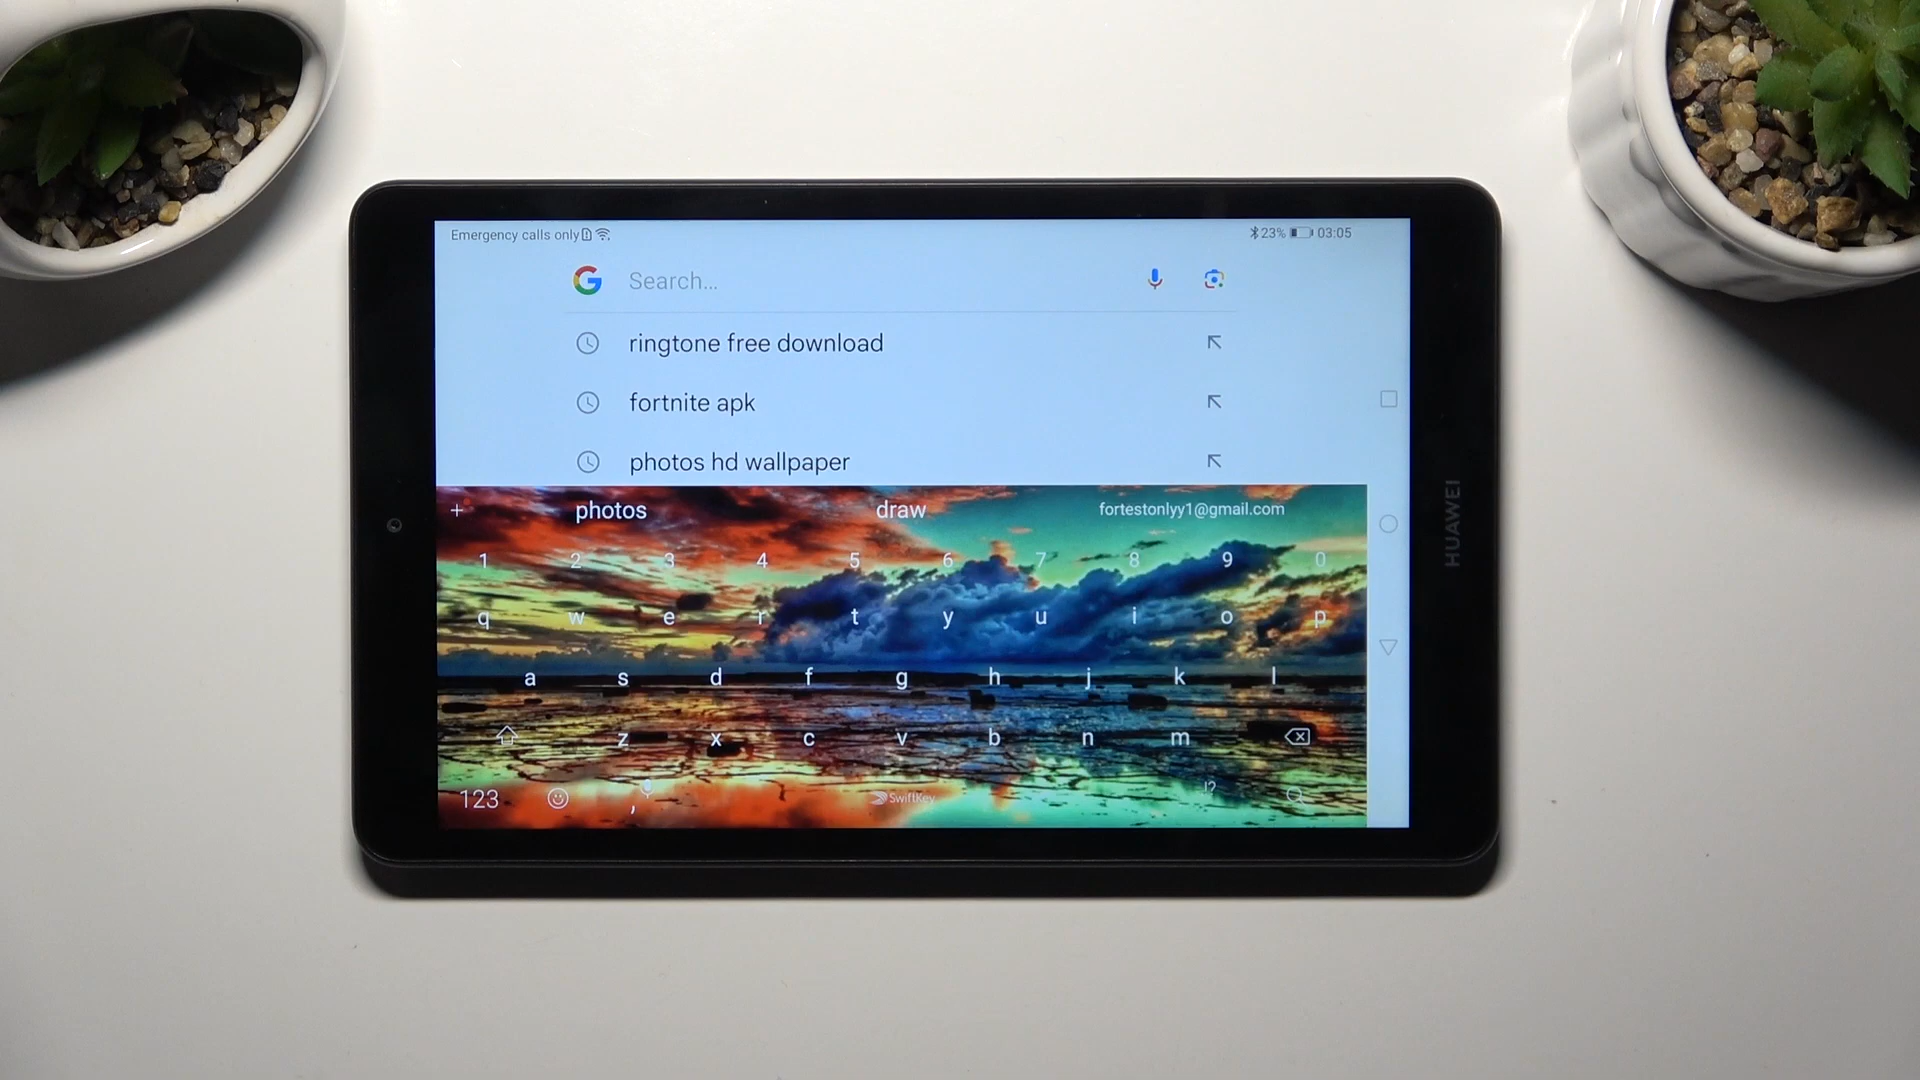 Emergency calls only
23% 03:05
Search...
ringtone free download
fortnite apk
photos hd wallpaper
+ photos draw fortestonlyy1@gmail.com
1 2 3 4 5 6 7 8 9 0
q w e r t y u i o p
a s d f g h j k l
z x c v b n m
123 , SwiftKey !?
HUAWEI